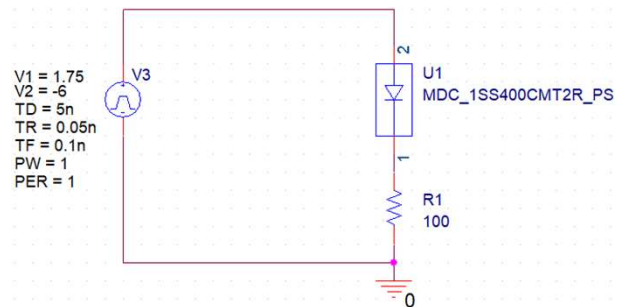 V1 = 1.75
V2 = -6
TD = 5n
TR = 0.05n
TF = 0.1n
PW = 1
PER = 1
V3
2
U1
MDC_1SS400CMT2R_PS
1
R1
100
0